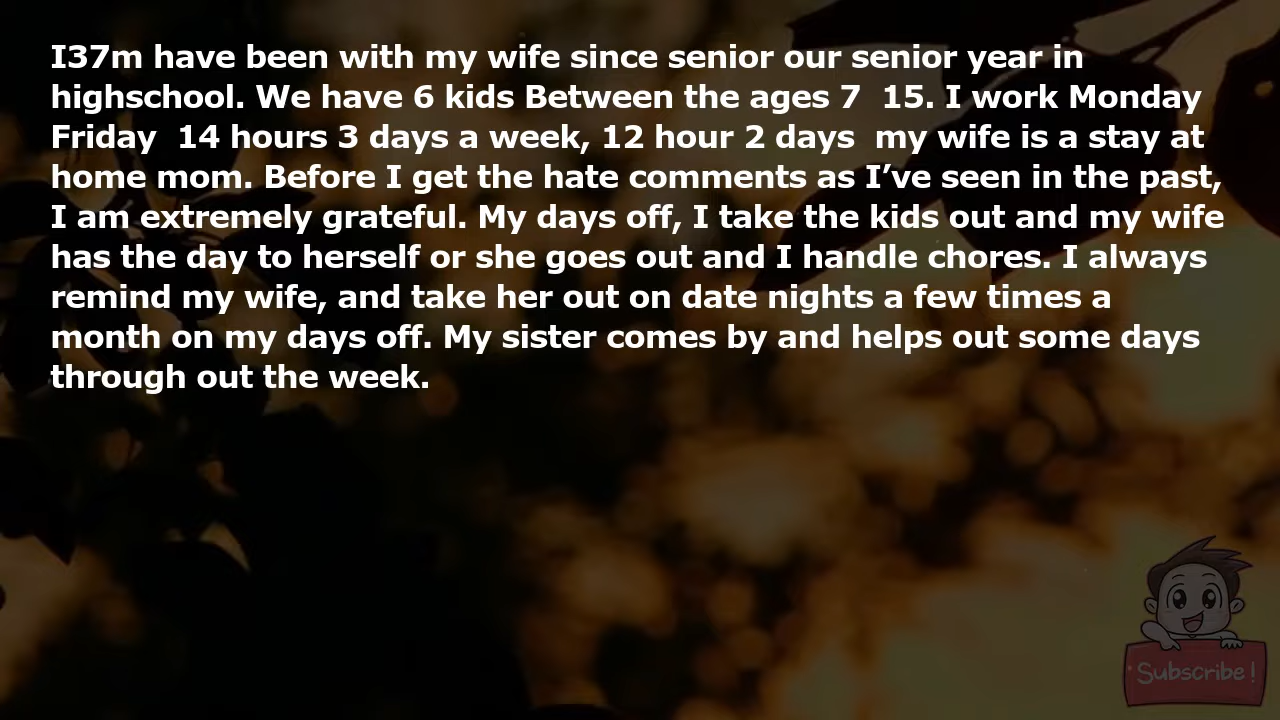 I37m have been with my wife since senior our senior year in
highschool. We have 6 kids Between the ages 7  15. I work Monday
Friday  14 hours 3 days a week, 12 hour 2 days  my wife is a stay at
home mom. Before I get the hate comments as I’ve seen in the past,
I am extremely grateful. My days off, I take the kids out and my wife
has the day to herself or she goes out and I handle chores. I always
remind my wife, and take her out on date nights a few times a
month on my days off. My sister comes by and helps out some days
through out the week.
Subscribe!